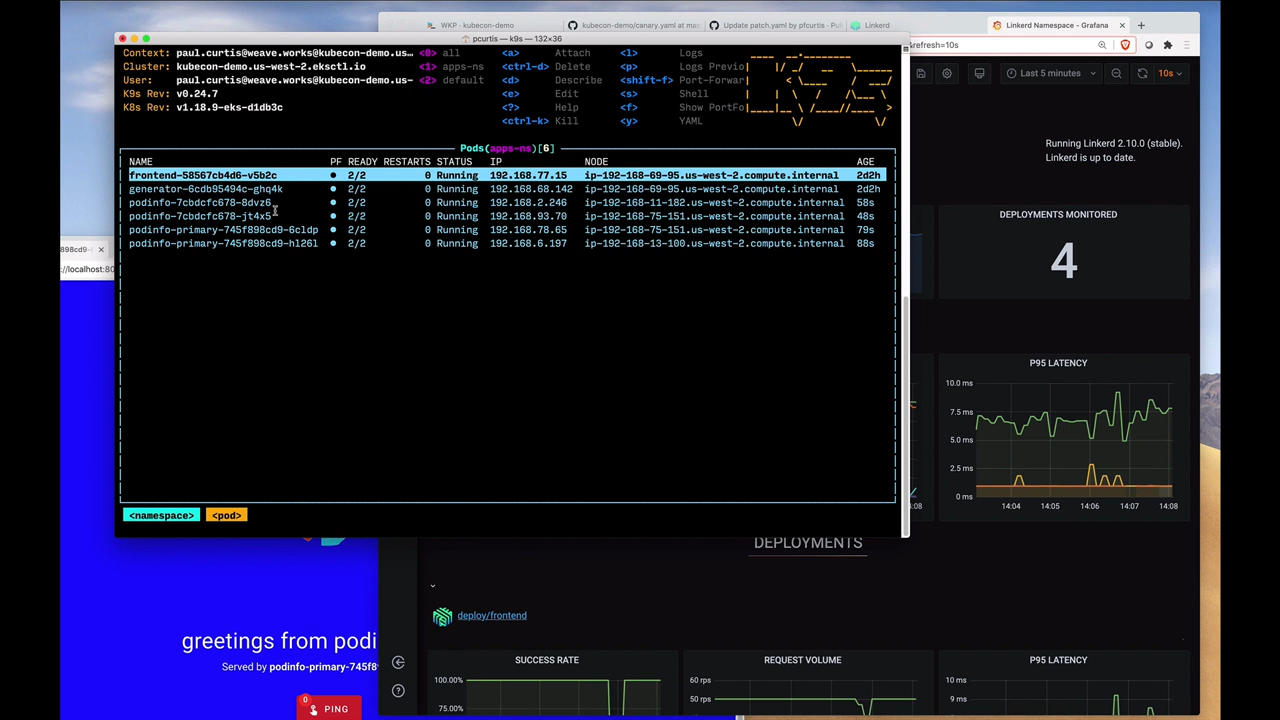 WKP - kubecon-demo
kubecon-demo/canary.yaml at mas
Update patch.yaml by pfcurtis · Pul
Linkerd
Linkerd Namespace - Grafana
pcurtis — k9s — 132×36
&refresh=10s
Last 5 minutes
10s
Context: paul.curtis@weave.works@kubecon-demo.us… <0> all <a> Attach <l> Logs
Cluster: kubecon-demo.us-west-2.eksctl.io <1> apps-ns <ctrl-d> Delete <p> Logs Previo
User: paul.curtis@weave.works@kubecon-demo.us- <2> default <d> Describe <shift-f> Port-Forwar
K9s Rev: v0.24.7 <e> Edit <s> Shell
K8s Rev: v1.18.9-eks-d1db3c <?> Help <f> Show PortFo
<ctrl-k> Kill <y> YAML
Pods(apps-ns)[6]
NAME PF READY RESTARTS STATUS IP NODE AGE
frontend-58567cb4d6-v5b2c ● 2/2 0 Running 192.168.77.15 ip-192-168-69-95.us-west-2.compute.internal 2d2h
generator-6cdb95494c-ghq4k ● 2/2 0 Running 192.168.68.142 ip-192-168-69-95.us-west-2.compute.internal 2d2h
podinfo-7cbdcfc678-8dvz6 ● 2/2 0 Running 192.168.2.246 ip-192-168-11-182.us-west-2.compute.internal 58s
podinfo-7cbdcfc678-jt4x5 ● 2/2 0 Running 192.168.93.70 ip-192-168-75-151.us-west-2.compute.internal 48s
podinfo-primary-745f898cd9-6cldp ● 2/2 0 Running 192.168.78.65 ip-192-168-75-151.us-west-2.compute.internal 79s
podinfo-primary-745f898cd9-hl26l ● 2/2 0 Running 192.168.6.197 ip-192-168-13-100.us-west-2.compute.internal 88s
<namespace> <pod>
Running Linkerd 2.10.0 (stable).
Linkerd is up to date.
DEPLOYMENTS MONITORED
4
P95 LATENCY
10.0 ms
7.5 ms
5.0 ms
2.5 ms
0 ms
14:04 14:05 14:06 14:07 14:08
:08
898cd9-
://localhost:80
DEPLOYMENTS
deploy/frontend
greetings from podi
Served by podinfo-primary-745f89
0
PING
SUCCESS RATE
100.00%
75.00%
REQUEST VOLUME
60 rps
50 rps
P95 LATENCY
10 ms
9 ms